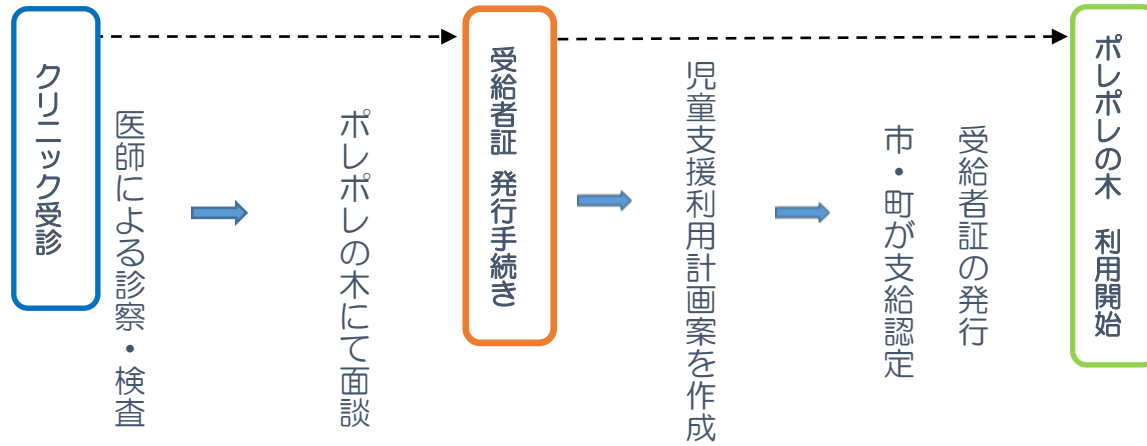 クリニック受診
医師による診察・検査
ポレポレの木にて面談
受給者証 発行手続き
児童支援利用計画案を作成
市・町が支給認定
受給者証の発行
ポレポレの木 利用開始